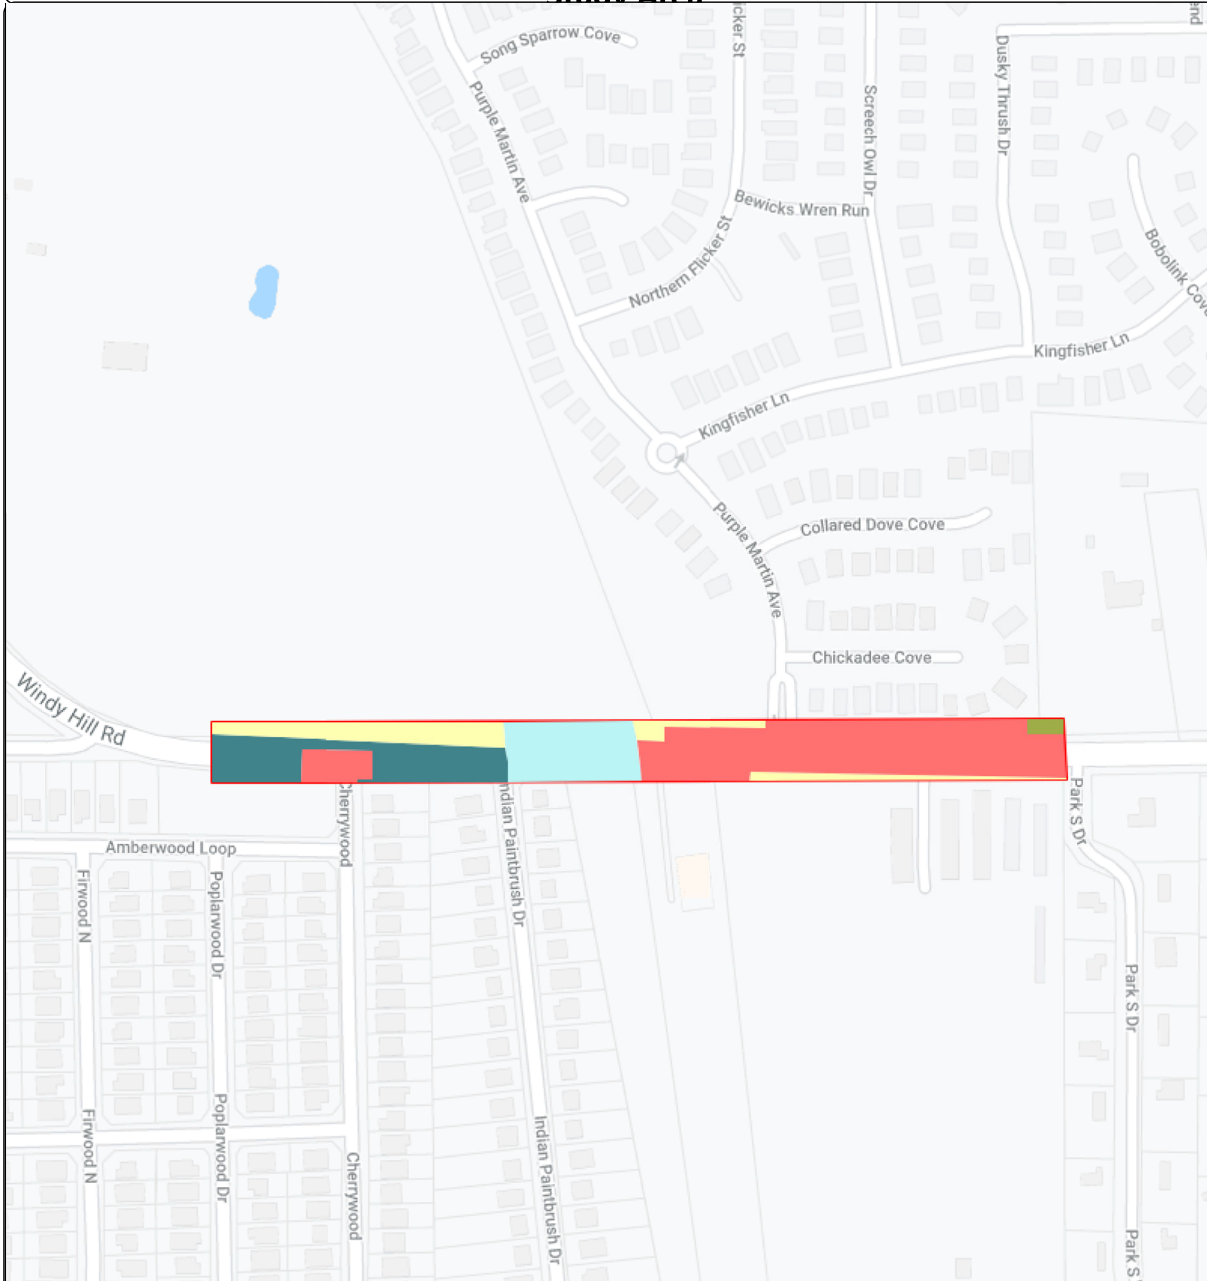 Song Sparrow Cove
Purple Martin Ave
Screech Owl Dr
Dusky Thrush Dr
Bewicks Wren Run
Northern Flicker St
Bobolink Cove
Kingfisher Ln
Kingfisher Ln
Purple Martin Ave
Collared Dove Cove
Chickadee Cove
Windy Hill Rd
Cherrywood
Indian Paintbrush Dr
Park S Dr
Amberwood Loop
Firwood N
Poplarwood Dr
Park S Dr
Firwood N
Poplarwood Dr
Cherrywood
Indian Paintbrush Dr
Park S